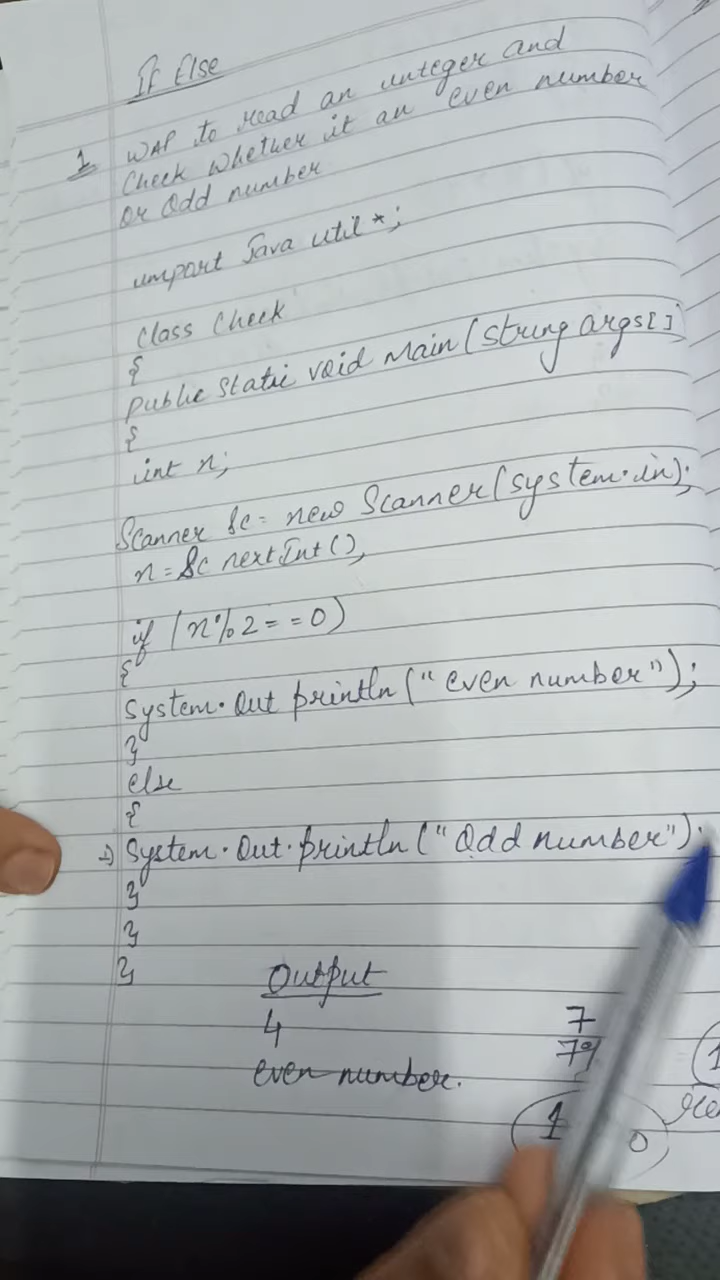 If Else
1 WAP to read an integer and
Check whether it an even number
Or Odd number
import Java util *;
Class Check
{
public static void Main (string args[]
{
int n;
Scanner Sc = new Scanner (system.in);
n = Sc nextInt (),
if (n%2 = = 0)
{
System.Out println (" even number");
}
else
{
System.Out.println (" Odd number");
}
}
}
Output
4 7
even number.
1 0